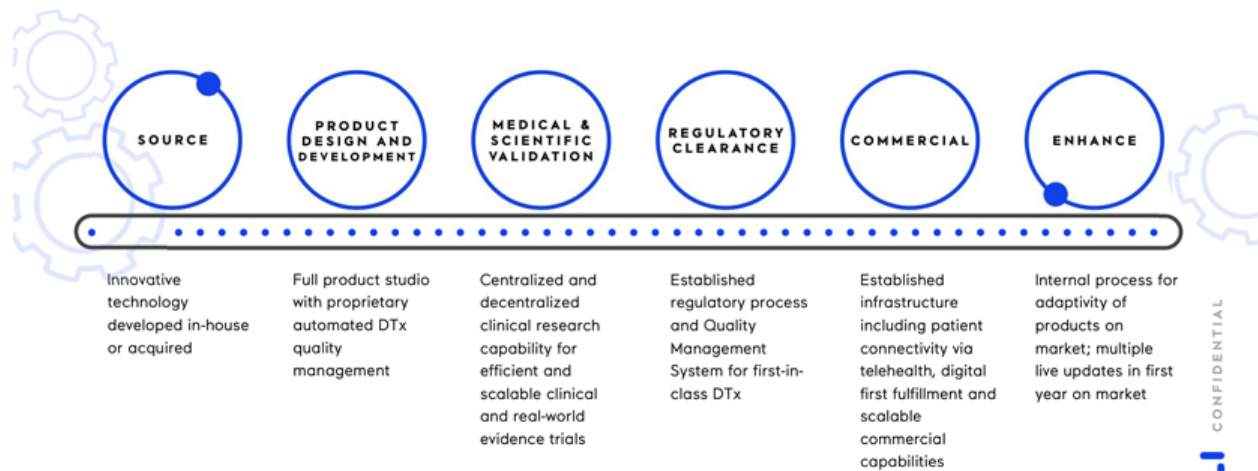 SOURCE
PRODUCT
DESIGN AND
DEVELOPMENT
MEDICAL &
SCIENTIFIC
VALIDATION
REGULATORY
CLEARANCE
COMMERCIAL
ENHANCE
Innovative
technology
developed in-house
or acquired
Full product studio
with proprietary
automated DTx
quality
management
Centralized and
decentralized
clinical research
capability for
efficient and
scalable clinical
and real-world
evidence trials
Established
regulatory process
and Quality
Management
System for first-in-
class DTx
Established
infrastructure
including patient
connectivity via
telehealth, digital
first fulfillment and
scalable
commercial
capabilities
Internal process for
adaptivity of
products on
market; multiple
live updates in first
year on market
CONFIDENTIAL